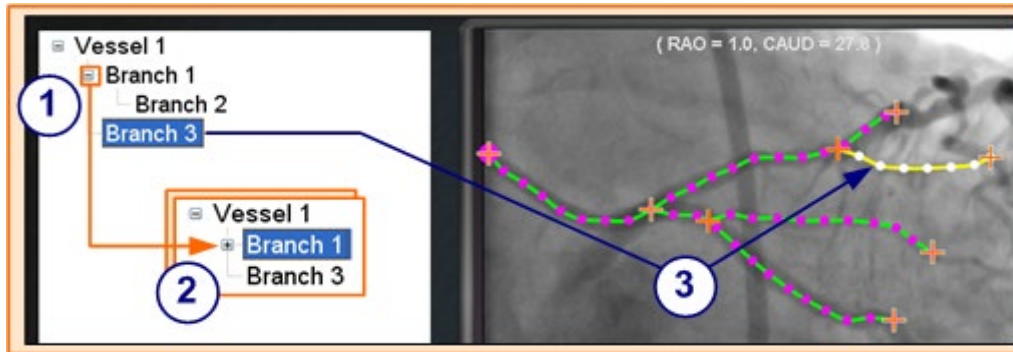 Vessel 1
Branch 1
Branch 2
Branch 3
1
Vessel 1
Branch 1
Branch 3
2
( RAO = 1.0, CAUD = 27.8 )
3